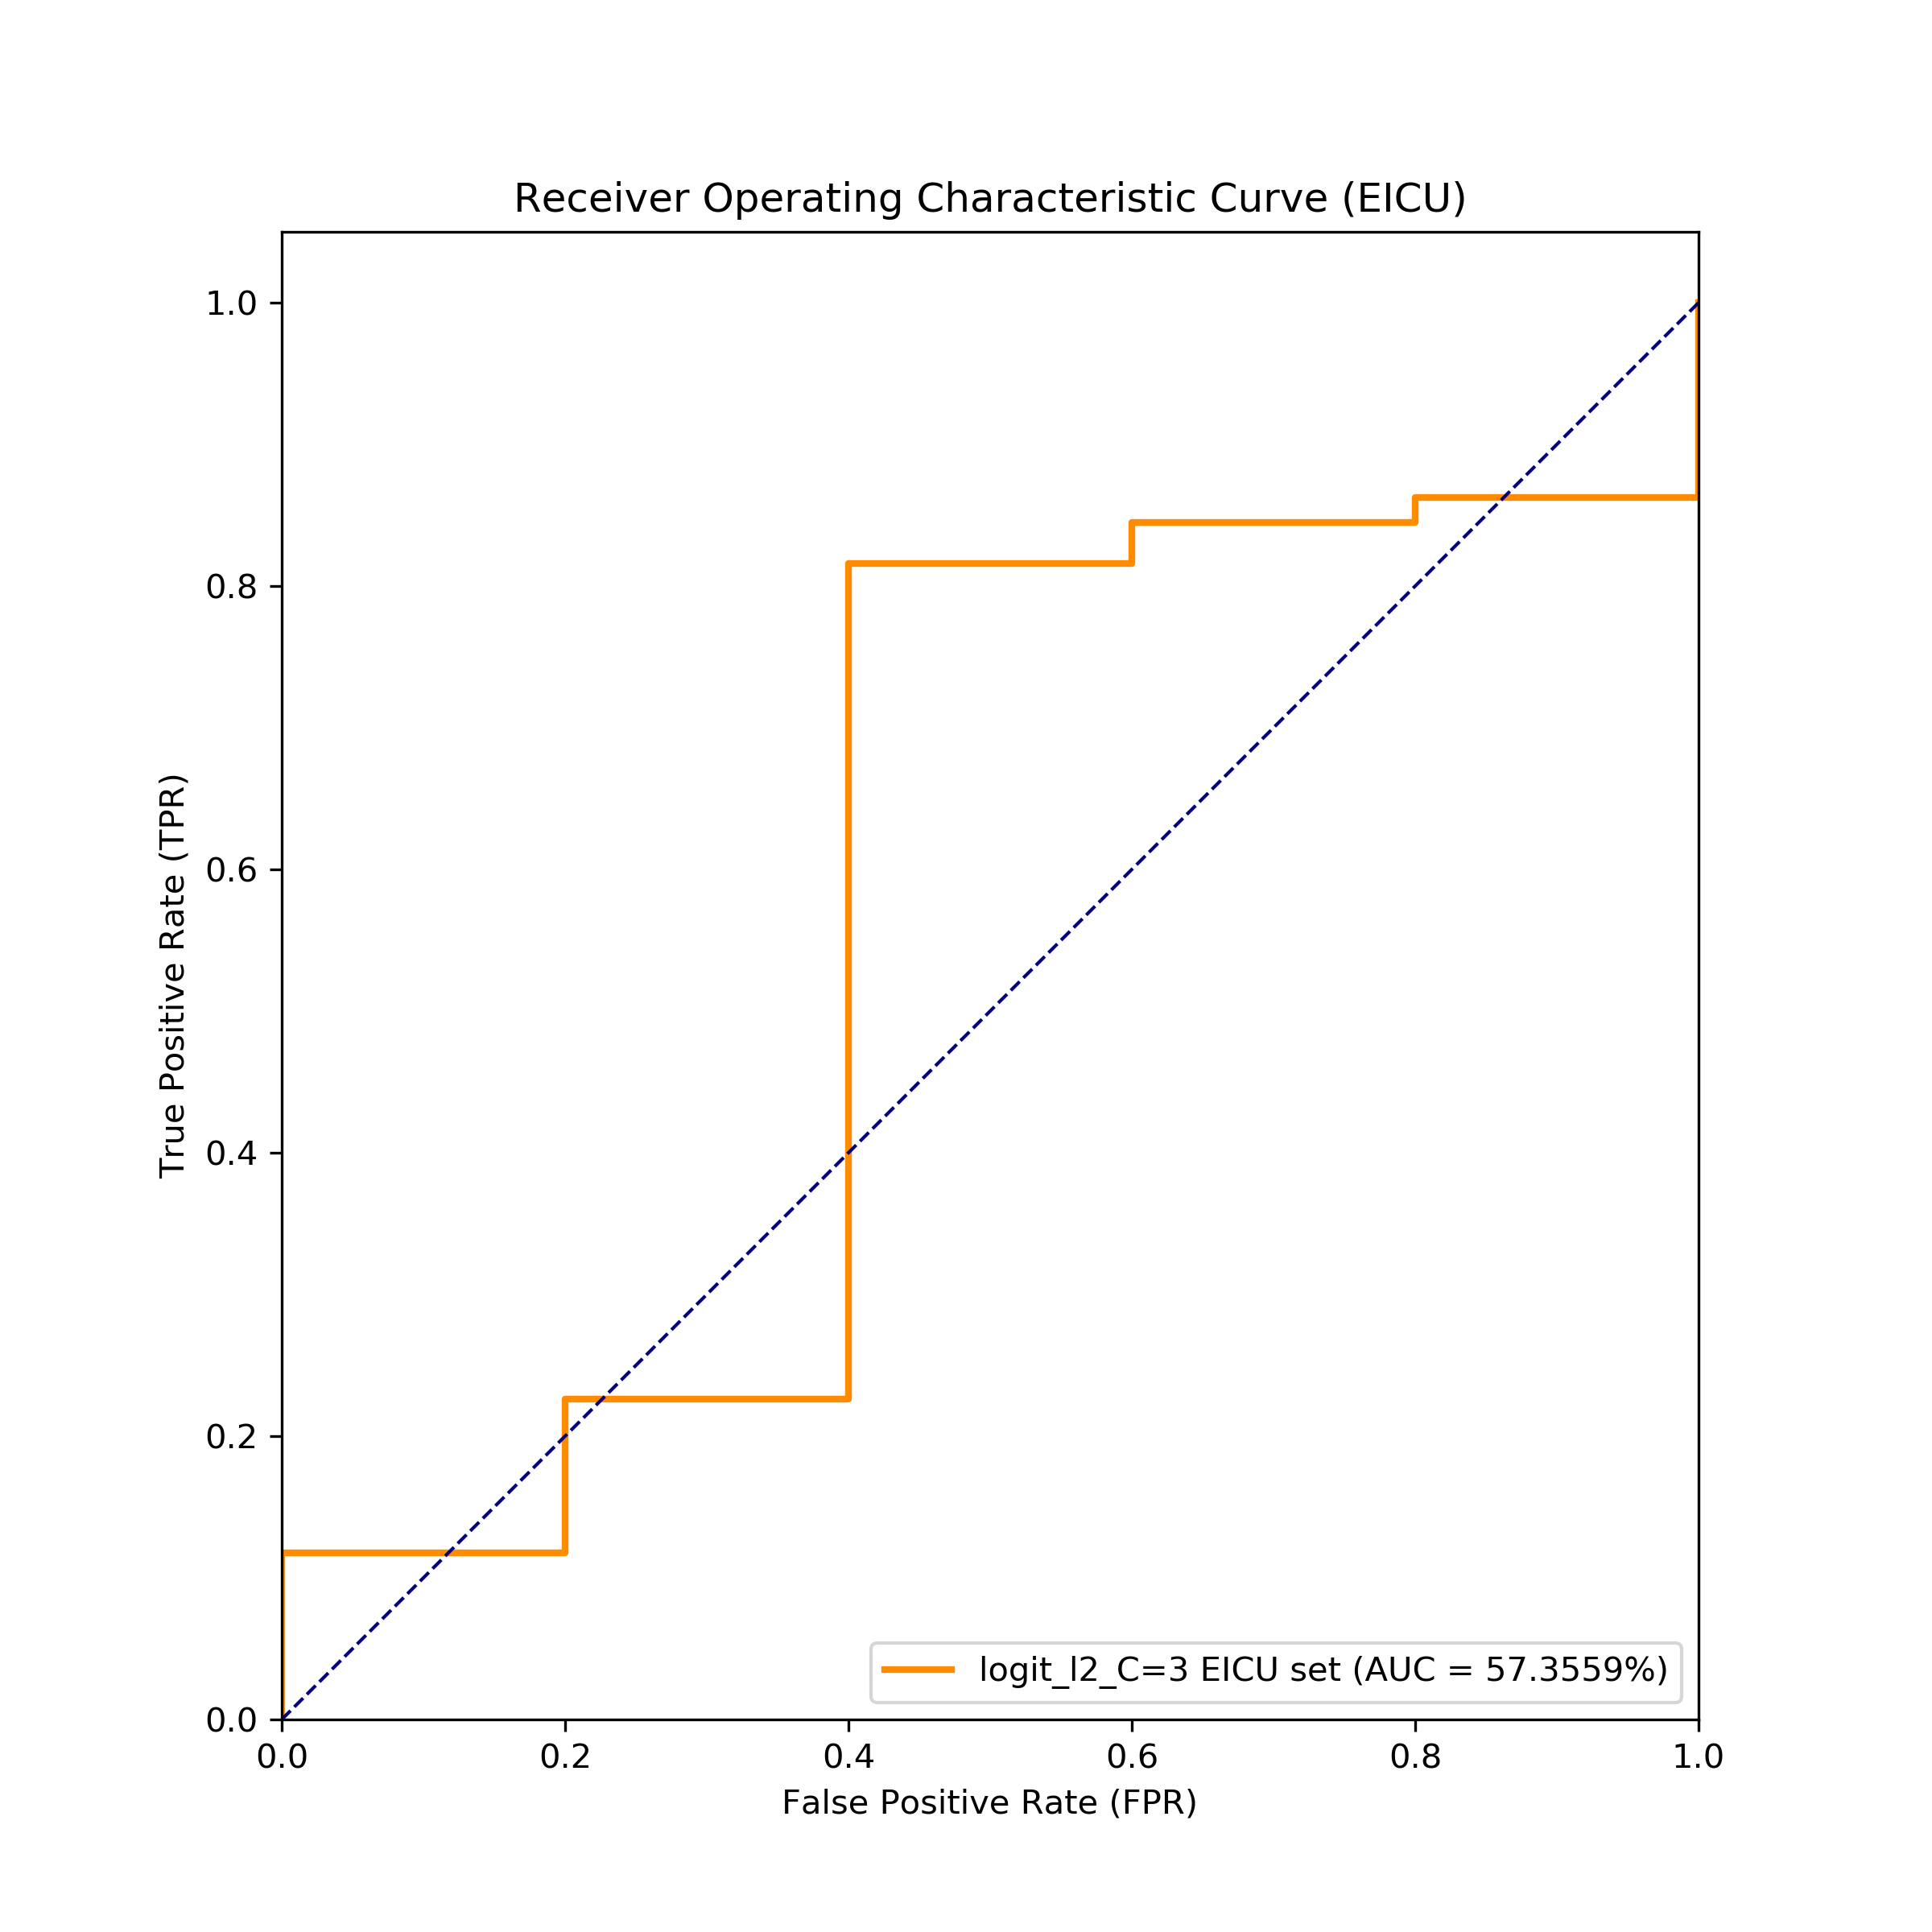 Receiver Operating Characteristic Curve (EICU)
True Positive Rate (TPR)
1.0
0.8
0.6
0.4
0.2
0.0
0.0 0.2 0.4 0.6 0.8 1.0
False Positive Rate (FPR)
logit_l2_C=3 EICU set (AUC = 57.3559%)